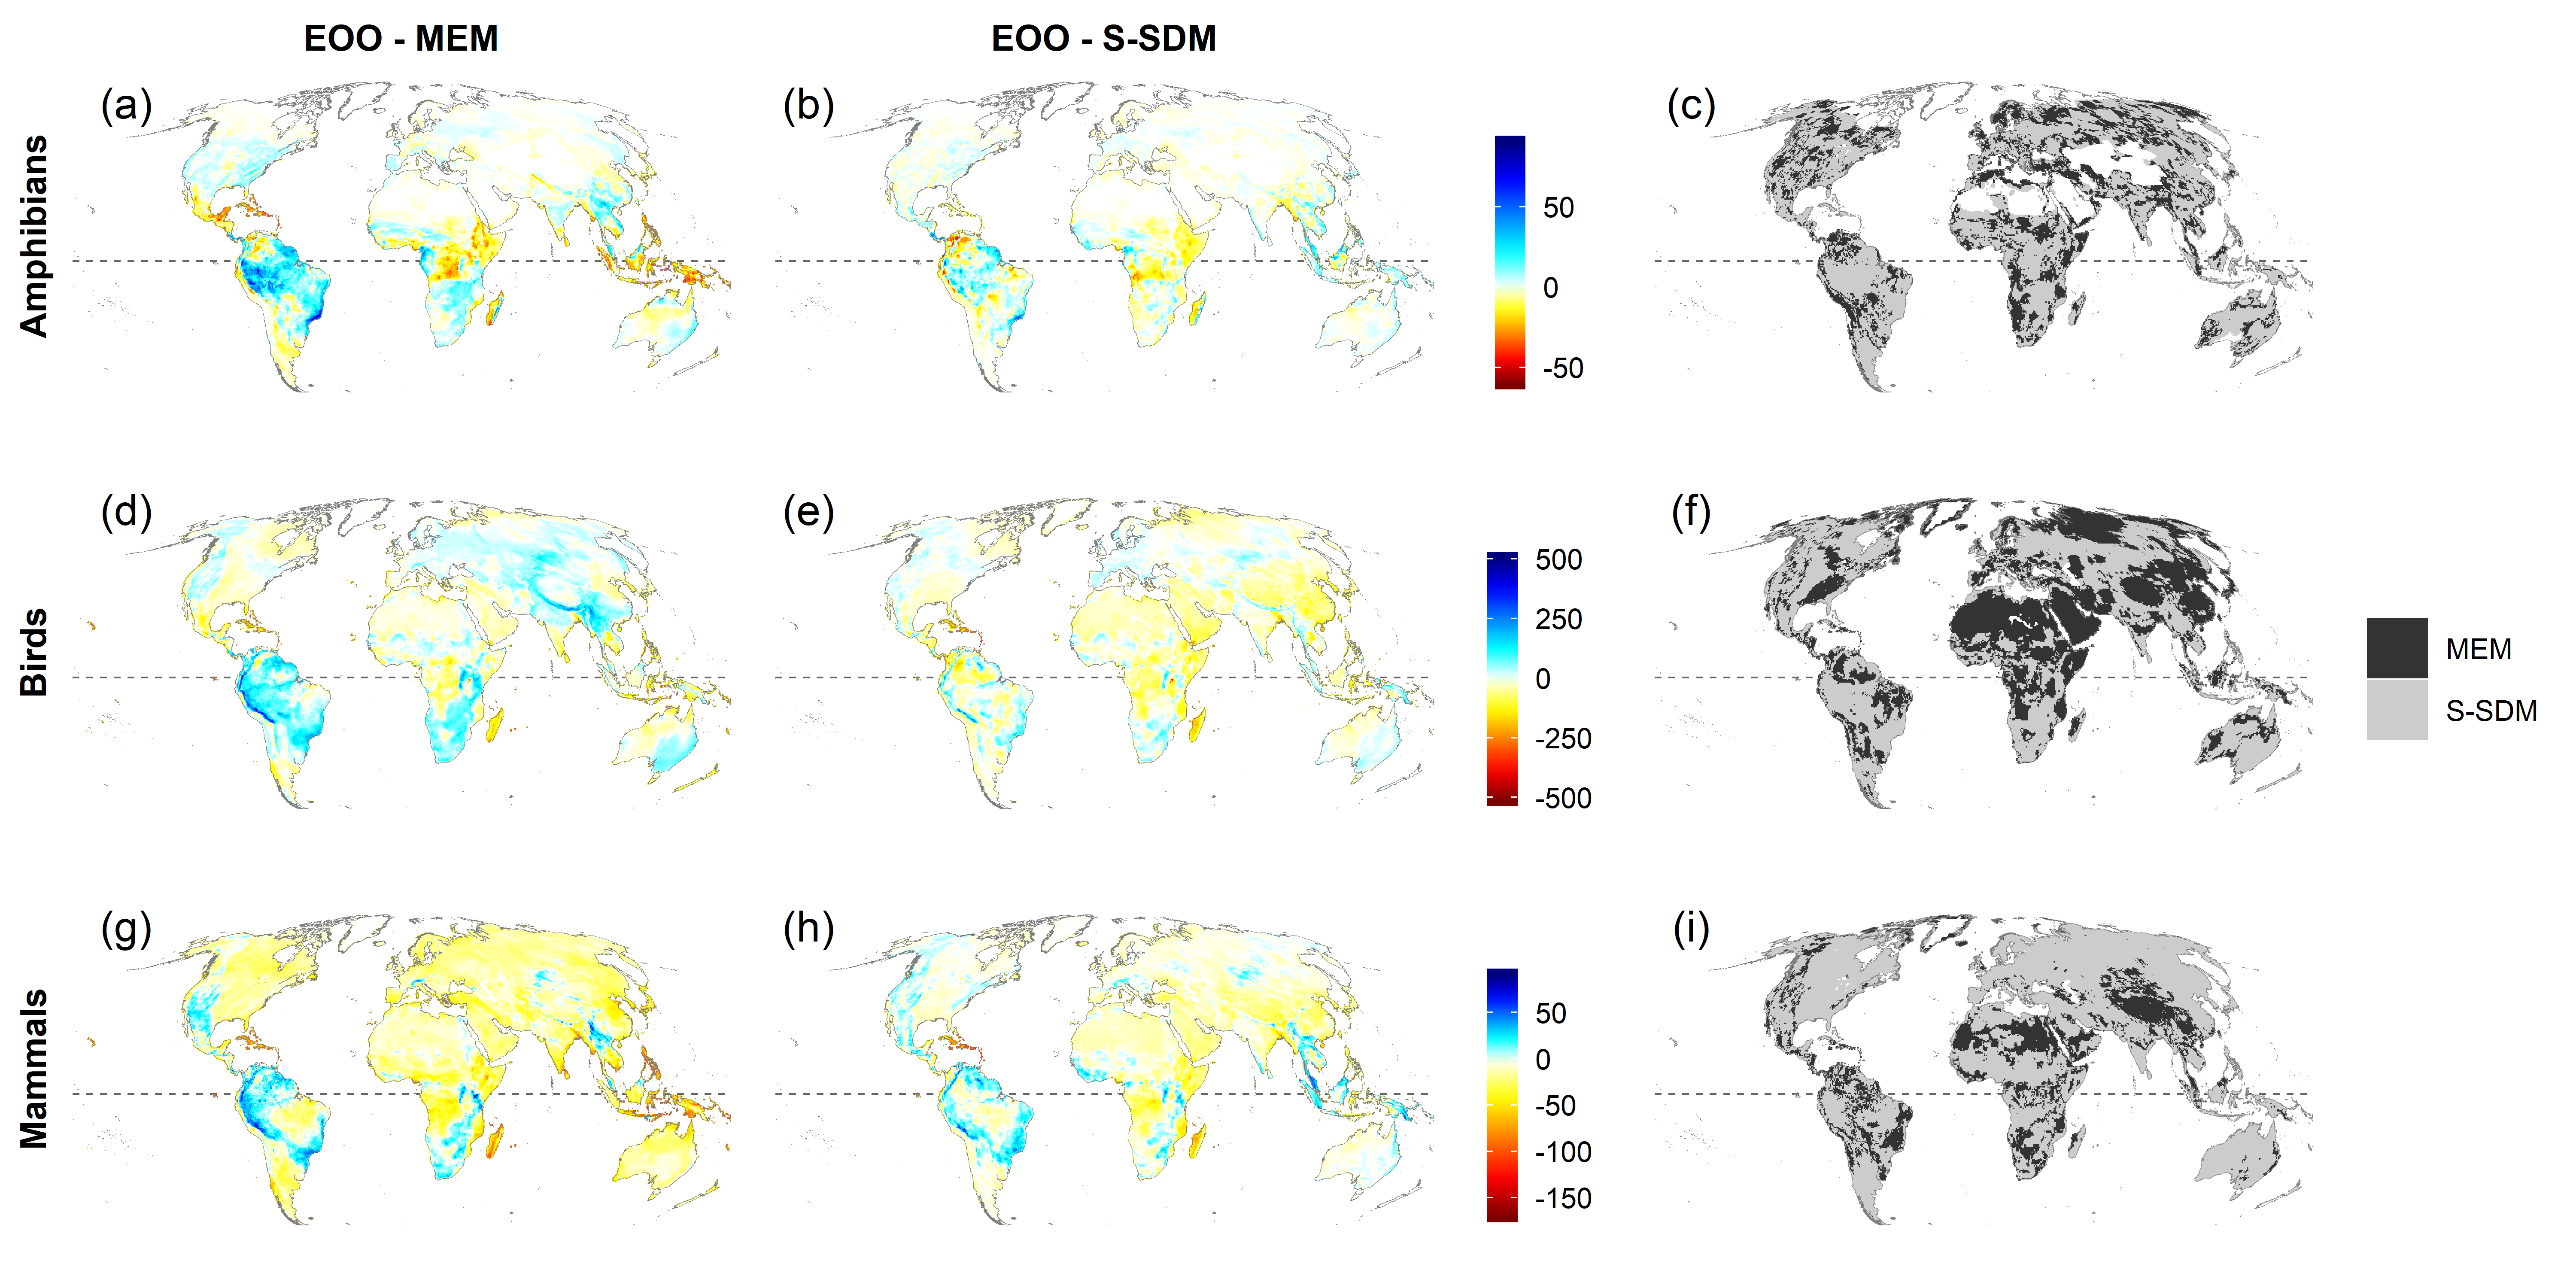 EOO - MEM
EOO - S-SDM
Amphibians
(a)
(b)
50
0
-50
(c)
Birds
(d)
(e)
500
250
0
-250
-500
(f)
MEM
S-SDM
Mammals
(g)
(h)
50
0
-50
-100
-150
(i)